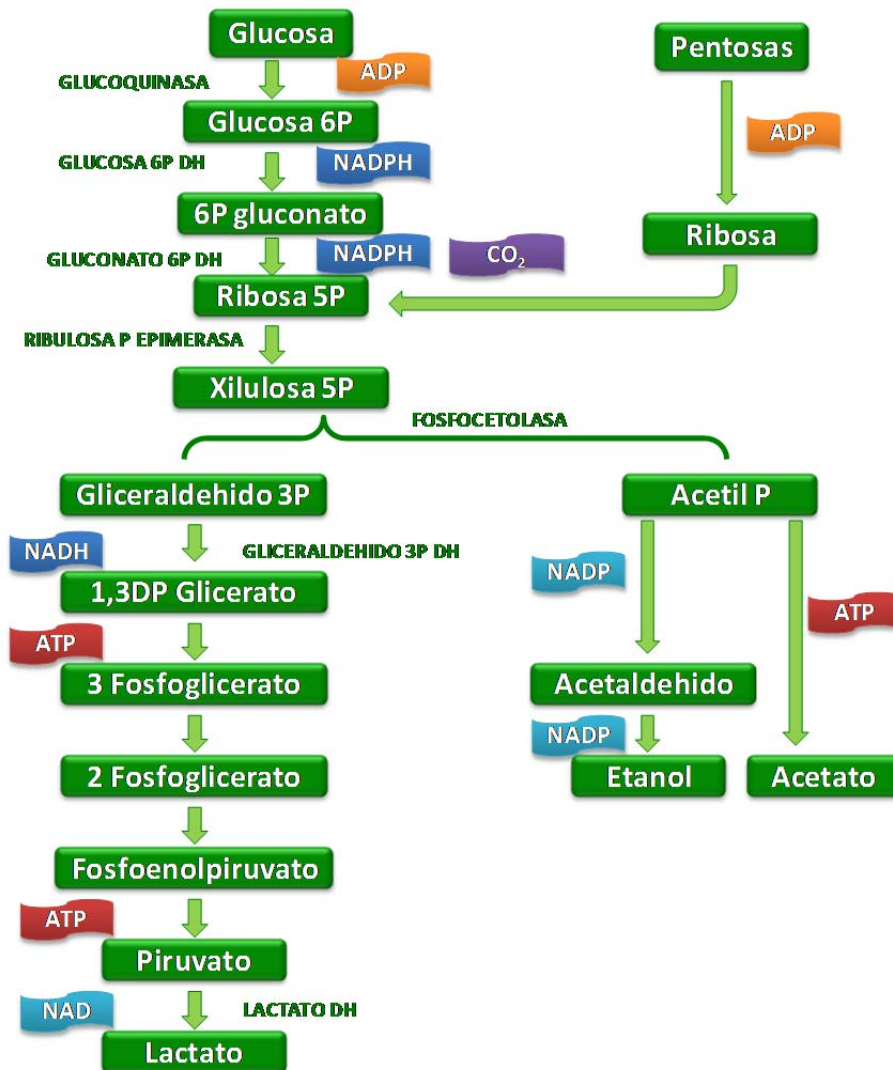 Glucosa
Pentosas
GLUCOQUINASA
ADP
Glucosa 6P
ADP
GLUCOSA 6P DH
NADPH
6P gluconato
Ribosa
GLUCONATO 6P DH
NADPH
CO₂
Ribosa 5P
RIBULOSA P EPIMERASA
Xilulosa 5P
FOSFOCETOLASA
Gliceraldehido 3P
Acetil P
NADH
GLICERALDEHIDO 3P DH
NADP
1,3DP Glicerato
ATP
ATP
3 Fosfoglicerato
Acetaldehido
NADP
2 Fosfoglicerato
Etanol
Acetato
Fosfoenolpiruvato
ATP
Piruvato
NAD
LACTATO DH
Lactato